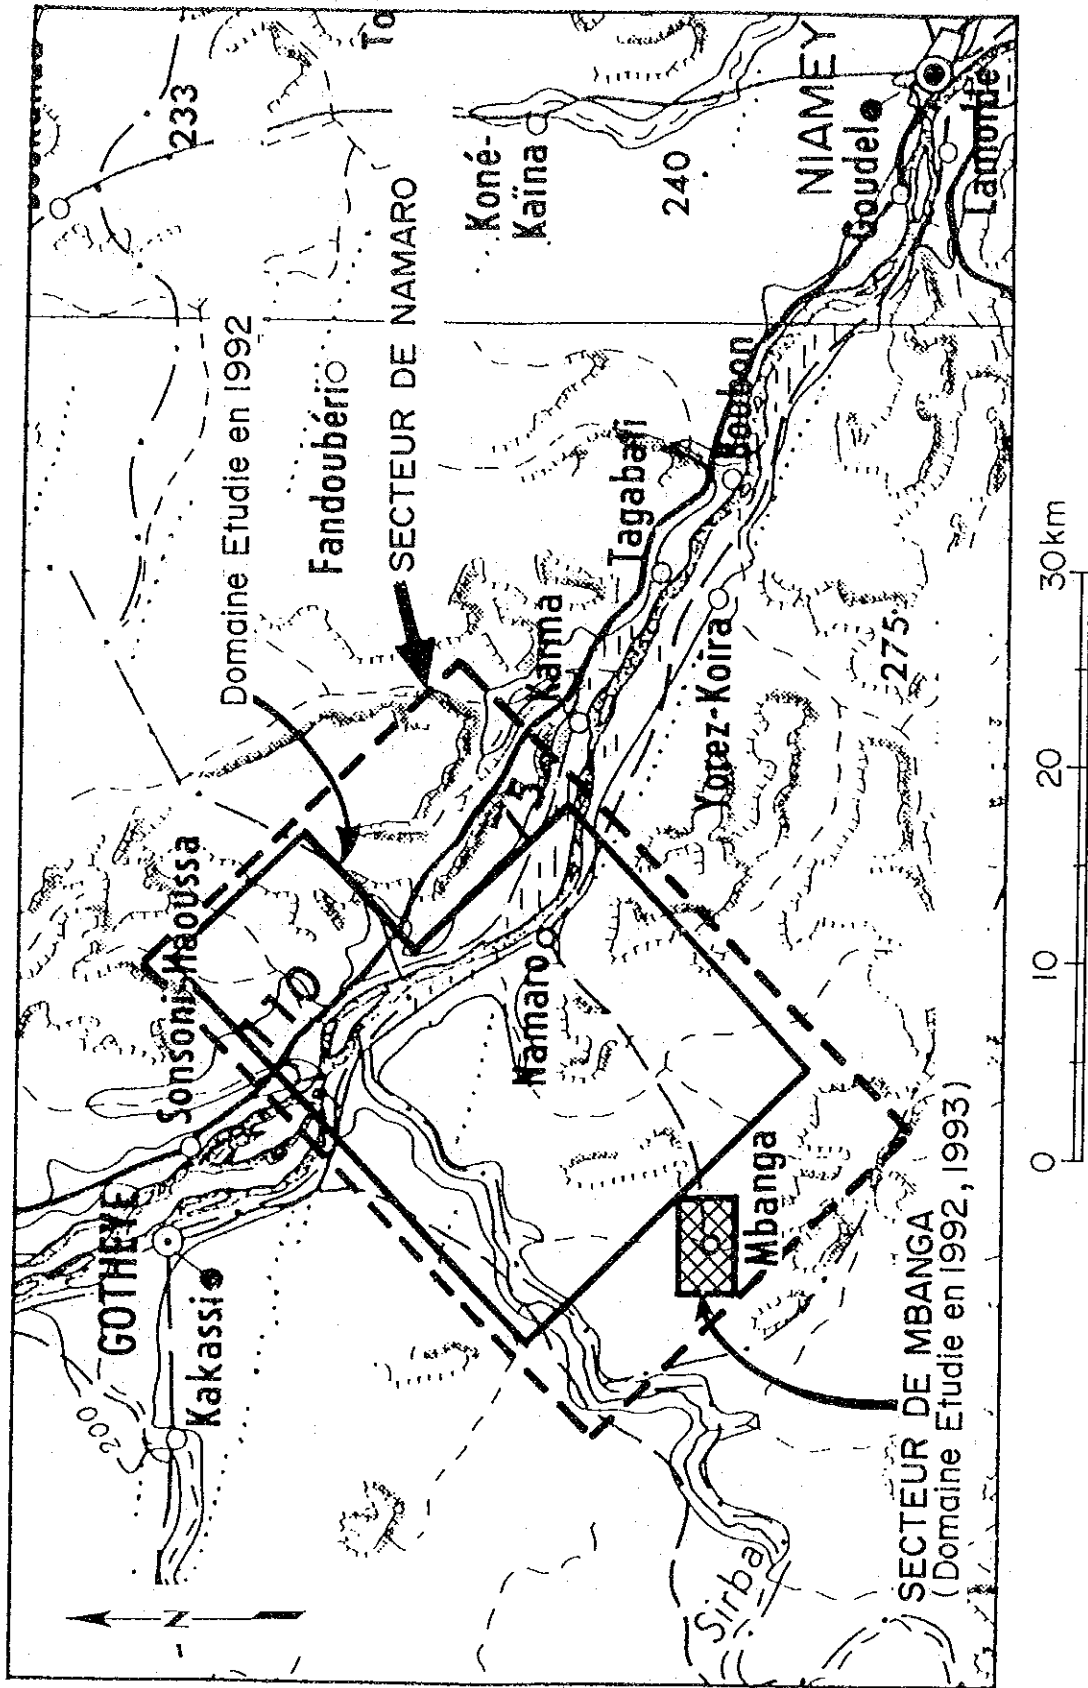 GOTHEYE
Kakassi
200
Sonsoni-Haoussa
Domaine Etudie en 1992
Fandoubéri
SECTEUR DE NAMARO
233
To
Koné-
Kaïna
240
NIAMEY
Goudel
Lamorde
Boubon
Tagabati
Karma
Yorez-Koira
275
Namaro
Mbanga
10
5
Sirba
SECTEUR DE MBANGA
(Domaine Etudie en 1992, 1993)
N
0 10 20 30km